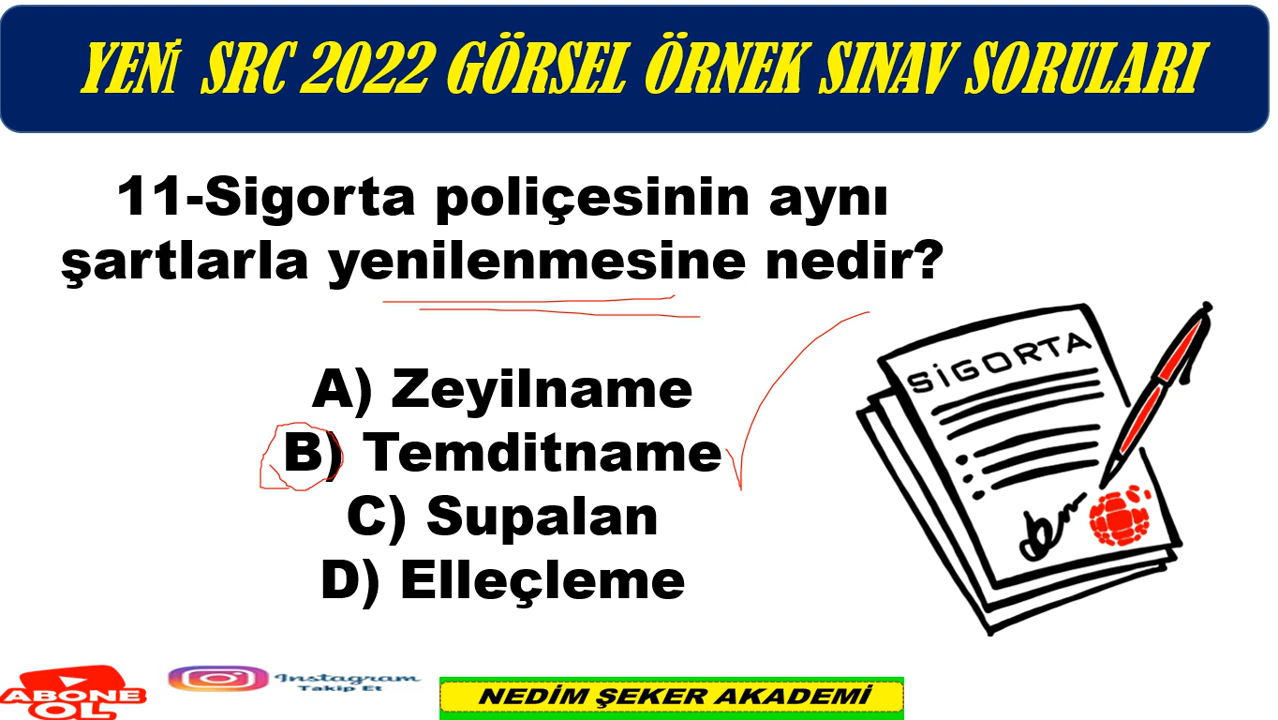 YENİ SRC 2022 GÖRSEL ÖRNEK SINAV SORULARI
11-Sigorta poliçesinin aynı
şartlarla yenilenmesine nedir?
A) Zeyilname
B) Temditname
C) Supalan
D) Elleçleme
SİGORTA
ABONE
OL
Instagram
Takip Et
NEDİM ŞEKER AKADEMİ